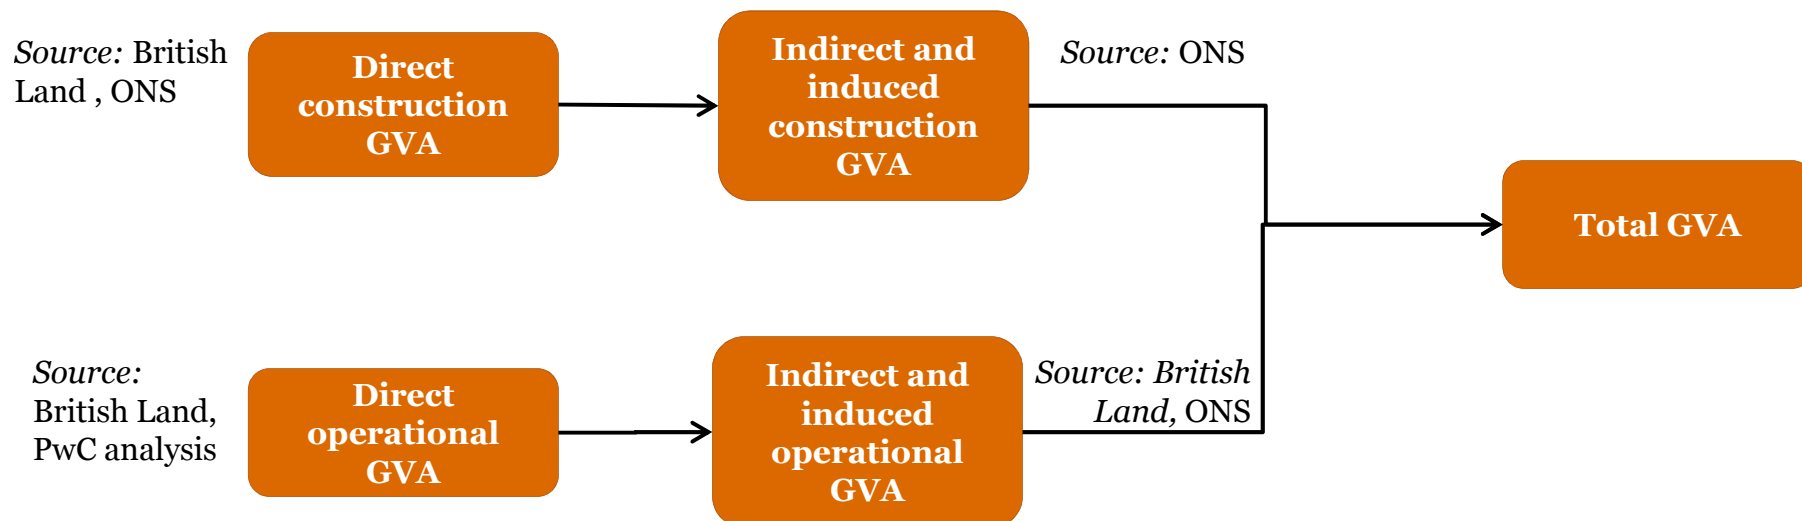 Source: British
Land , ONS
Direct
construction
GVA
Indirect and
induced
construction
GVA
Source: ONS
Total GVA
Source:
British Land,
PwC analysis
Direct
operational
GVA
Indirect and
induced
operational
GVA
Source: British
Land, ONS